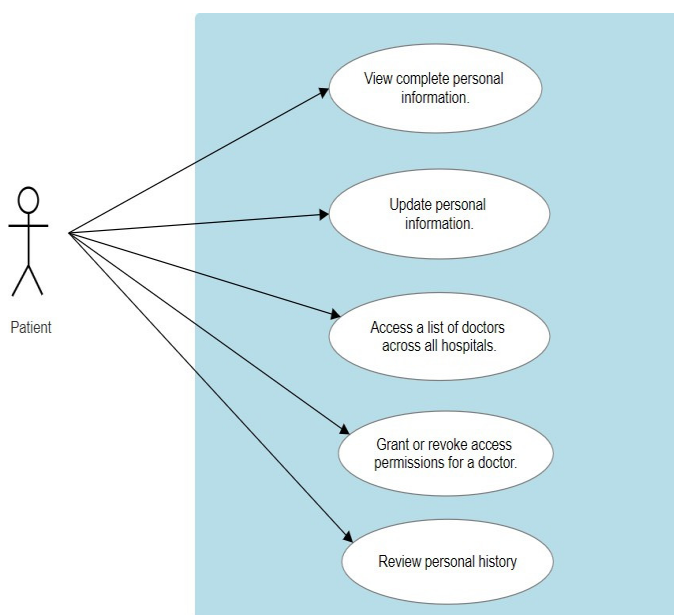 View complete personal
information.
Update personal
information.
Patient
Access a list of doctors
across all hospitals.
Grant or revoke access
permissions for a doctor.
Review personal history